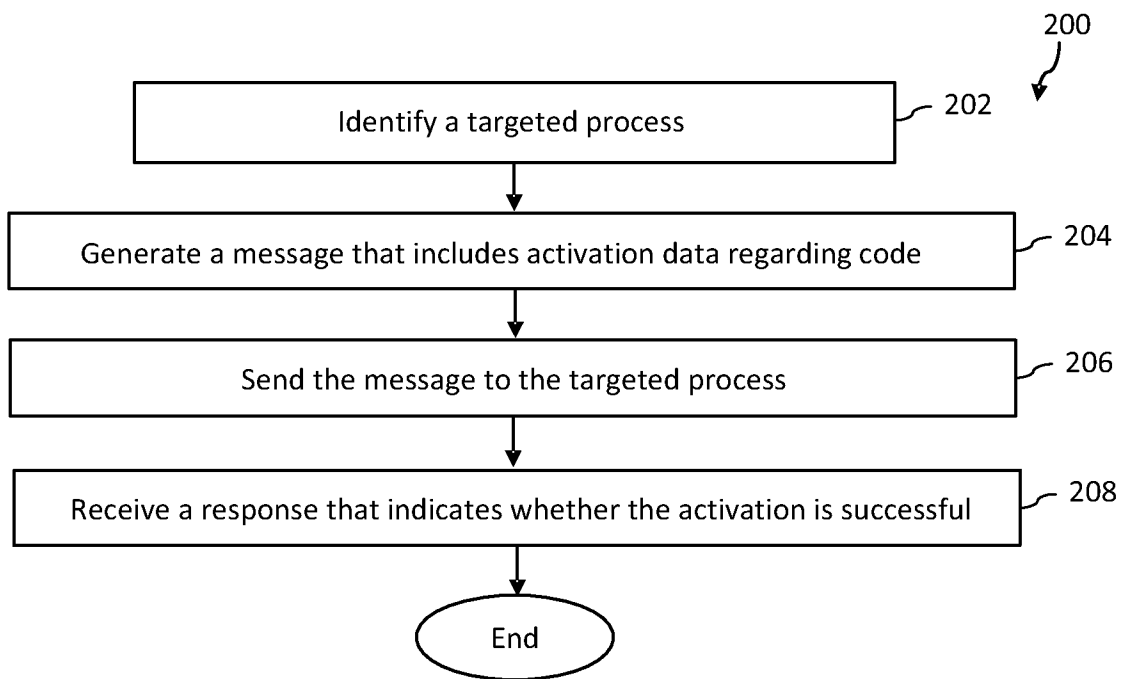 200
Identify a targeted process
202
Generate a message that includes activation data regarding code
204
Send the message to the targeted process
206
Receive a response that indicates whether the activation is successful
208
End